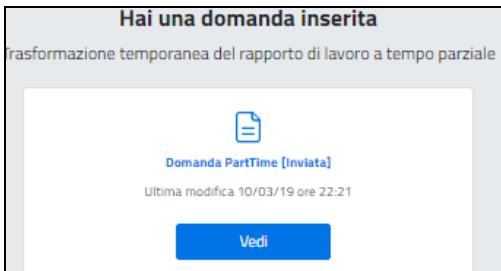 Hai una domanda inserita
Trasformazione temporanea del rapporto di lavoro a tempo parziale
Domanda PartTime [Inviata]
Ultima modifica 10/03/19 ore 22:21
Vedi